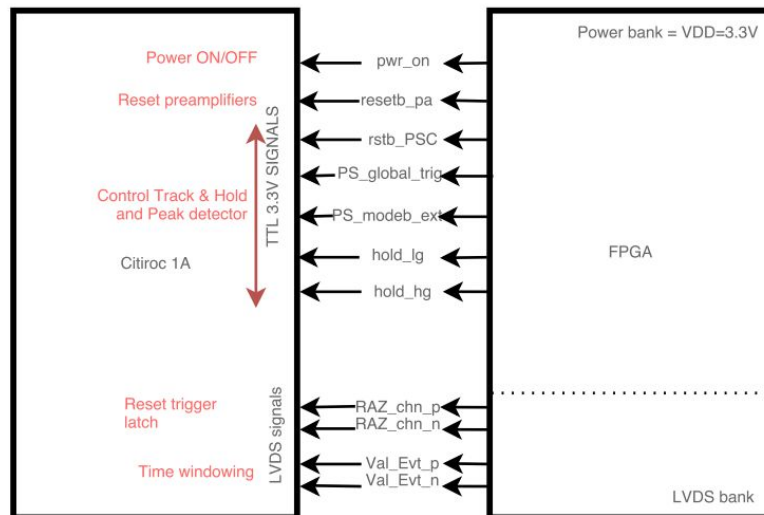 Power bank = VDD=3.3V
Power ON/OFF
pwr_on
Reset preamplifiers
resetb_pa
rstb_PSC
TTL 3.3V SIGNALS
PS_global_trig
Control Track & Hold
and Peak detector
PS_modeb_ext
Citiroc 1A
hold_lg
FPGA
hold_hg
Reset trigger
latch
RAZ_chn_p
RAZ_chn_n
LVDS signals
Time windowing
Val_Evt_p
Val_Evt_n
LVDS bank